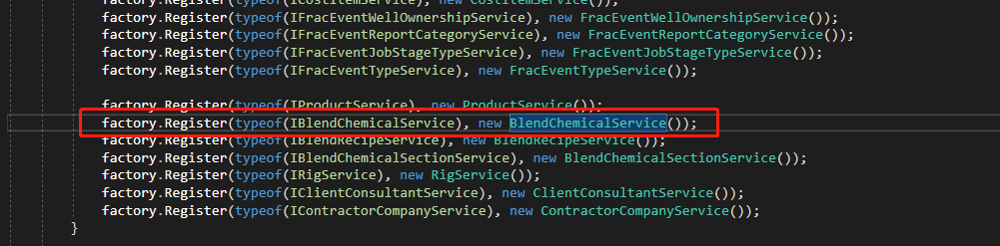 factory.Register(typeof(ICostItemService), new CostItemService());
factory.Register(typeof(IFracEventWellOwnershipService), new FracEventWellOwnershipService());
factory.Register(typeof(IFracEventReportCategoryService), new FracEventReportCategoryService());
factory.Register(typeof(IFracEventJobStageTypeService), new FracEventJobStageTypeService());
factory.Register(typeof(IFracEventTypeService), new FracEventTypeService());
factory.Register(typeof(IProductService), new ProductService());
factory.Register(typeof(IBlendChemicalService), new BlendChemicalService());
factory.Register(typeof(IBlendRecipeService), new BlendRecipeService());
factory.Register(typeof(IBlendChemicalSectionService), new BlendChemicalSectionService());
factory.Register(typeof(IRigService), new RigService());
factory.Register(typeof(IClientConsultantService), new ClientConsultantService());
factory.Register(typeof(IContractorCompanyService), new ContractorCompanyService());
}